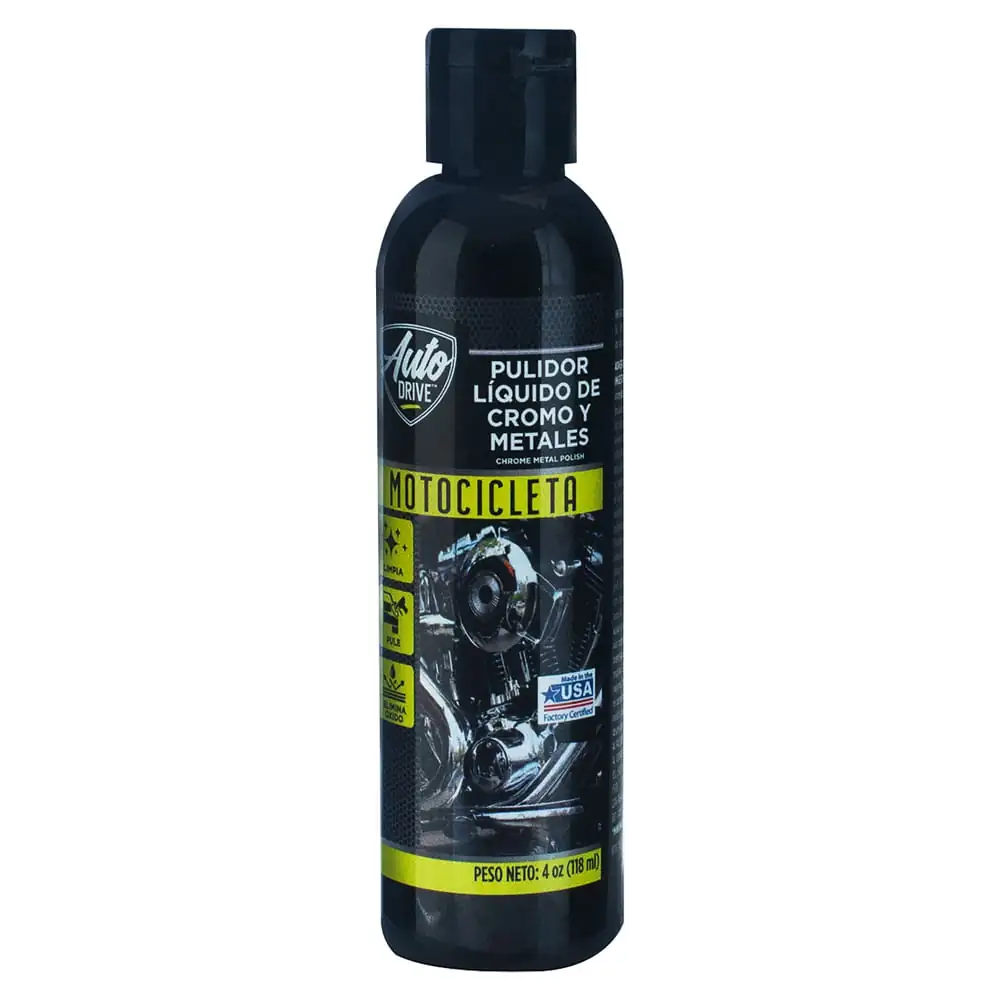 Auto
DRIVE™
PULIDOR
LÍQUIDO DE
CROMO Y
METALES
CHROME METAL POLISH
MOTOCICLETA
LIMPIA
PULE
ELIMINA
ÓXIDO
Made in the
USA
Factory Certified
PESO NETO: 4 oz (118 ml)